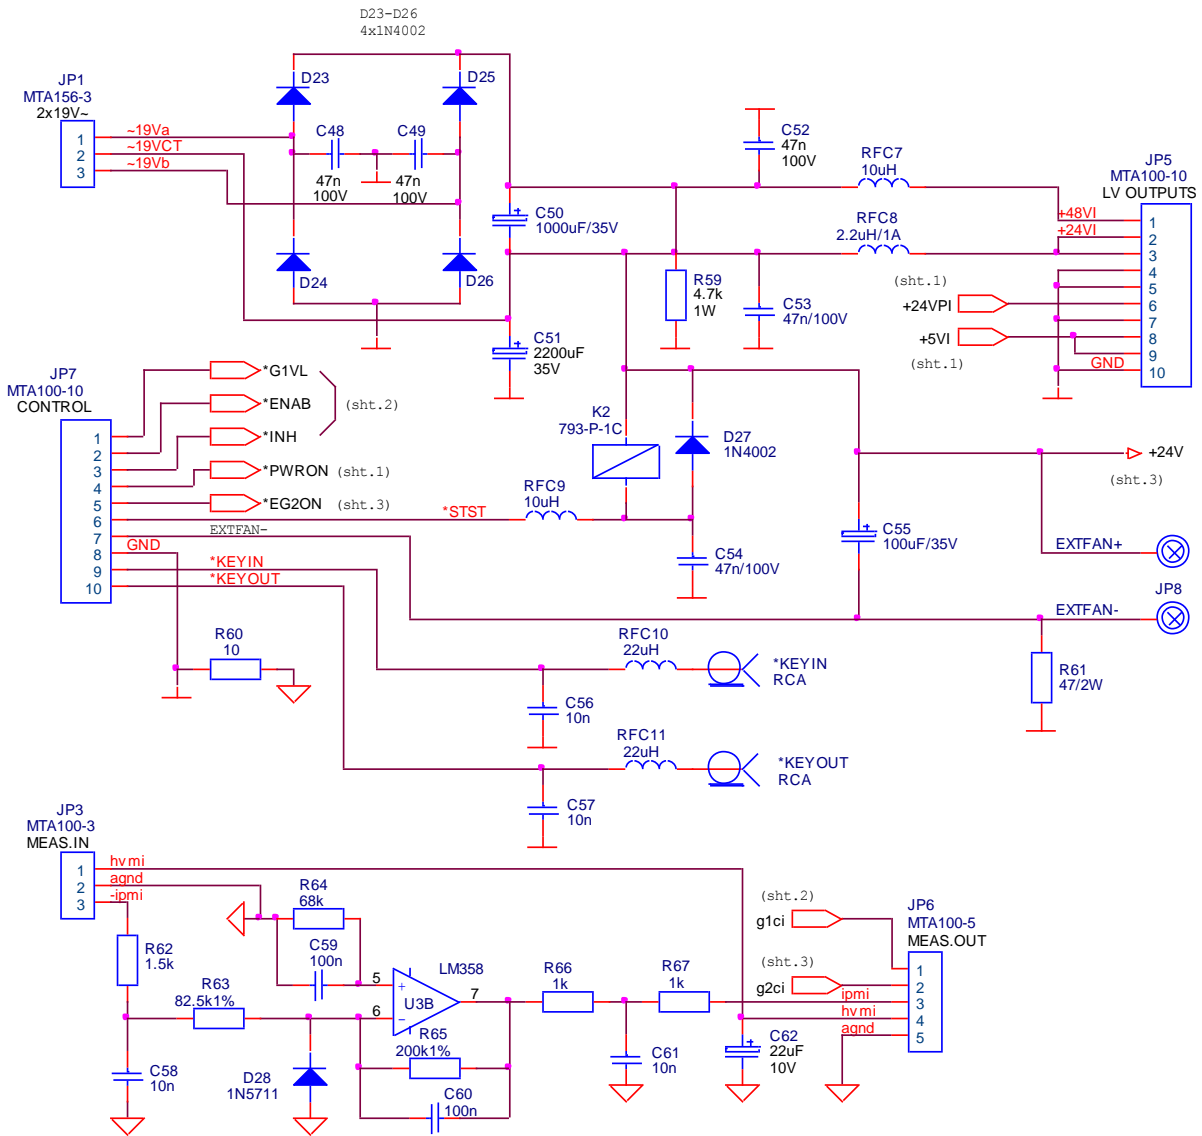 D23-D26
4x1N4002
JP1
MTA156-3
2x19V~
1
2
3
~19Va
~19VCT
~19Vb
D23
D25
C48
C49
47n
100V
47n
100V
D24
D26
C50
1000uF/35V
C51
2200uF
35V
C52
47n
100V
RFC7
10uH
RFC8
2.2uH/1A
R59
4.7k
1W
C53
47n/100V
JP5
MTA100-10
LV OUTPUTS
+48VI
+24VI
1
2
3
4
5
6
7
8
9
10
(sht.1)
+24VPI
+5VI
(sht.1)
GND
JP7
MTA100-10
CONTROL
1
2
3
4
5
6
7
8
9
10
*G1VL
*ENAB
(sht.2)
*INH
*PWRON
(sht.1)
*EG2ON
(sht.3)
*STST
EXTFAN-
GND
*KEYIN
*KEYOUT
RFC9
10uH
K2
793-P-1C
D27
1N4002
C54
47n/100V
C55
100uF/35V
+24V
(sht.3)
EXTFAN+
JP8
EXTFAN-
R61
47/2W
R60
10
RFC10
22uH
*KEYIN
RCA
C56
10n
RFC11
22uH
*KEYOUT
RCA
C57
10n
JP3
MTA100-3
MEAS.IN
1
2
3
hvmi
agnd
-ipmi
R62
1.5k
R63
82.5k1%
C58
10n
D28
1N5711
R64
68k
C59
100n
5
6
7
+
−
LM358
U3B
R65
200k1%
C60
100n
R66
1k
R67
1k
C61
10n
C62
22uF
10V
(sht.2)
g1ci
(sht.3)
g2ci
ipmi
hvmi
agnd
JP6
MTA100-5
MEAS.OUT
1
2
3
4
5